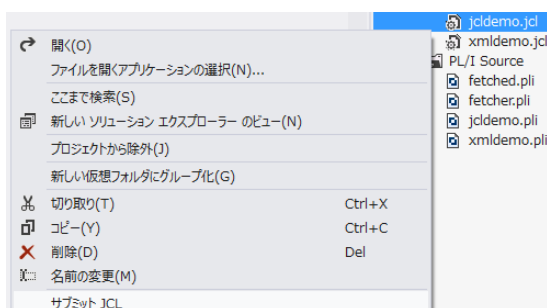 開く(O)
ファイルを開くアプリケーションの選択(N)...
ここまで検索(S)
新しい ソリューション エクスプローラー のビュー(N)
プロジェクトから除外(J)
新しい仮想フォルダにグループ化(G)
切り取り(T) Ctrl+X
コピー(Y) Ctrl+C
削除(D) Del
名前の変更(M)
サブミット JCL
jcldemo.jcl
xmldemo.jcl
PL/I Source
fetched.pli
fetcher.pli
jcldemo.pli
xmldemo.pli